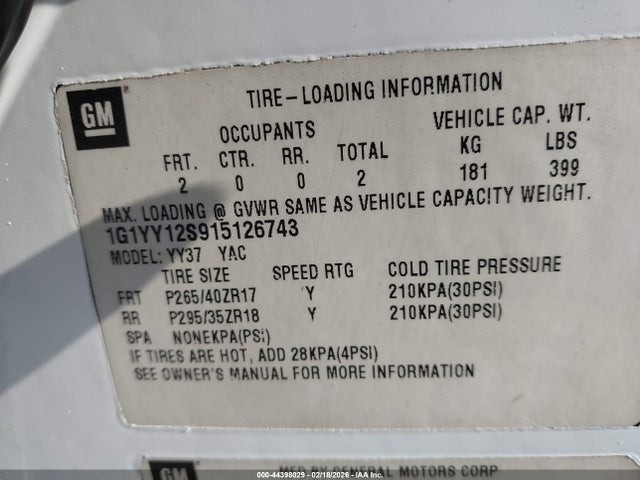 GM
TIRE-LOADING INFORMATION
OCCUPANTS VEHICLE CAP. WT.
FRT. CTR. RR. TOTAL KG LBS
2 0 0 2 181 399
MAX. LOADING @ GVWR SAME AS VEHICLE CAPACITY WEIGHT.
1G1YY12S915126743
MODEL: YY37 YAC
TIRE SIZE SPEED RTG COLD TIRE PRESSURE
FRT P265/40ZR17 Y 210KPA(30PSI)
RR P295/35ZR18 Y 210KPA(30PSI)
SPA NONEKPA(PSI)
IF TIRES ARE HOT, ADD 28KPA(4PSI)
SEE OWNER'S MANUAL FOR MORE INFORMATION
GM MFD BY GENERAL MOTORS CORP
000-44398029 - 02/18/2026 - IAA Inc.